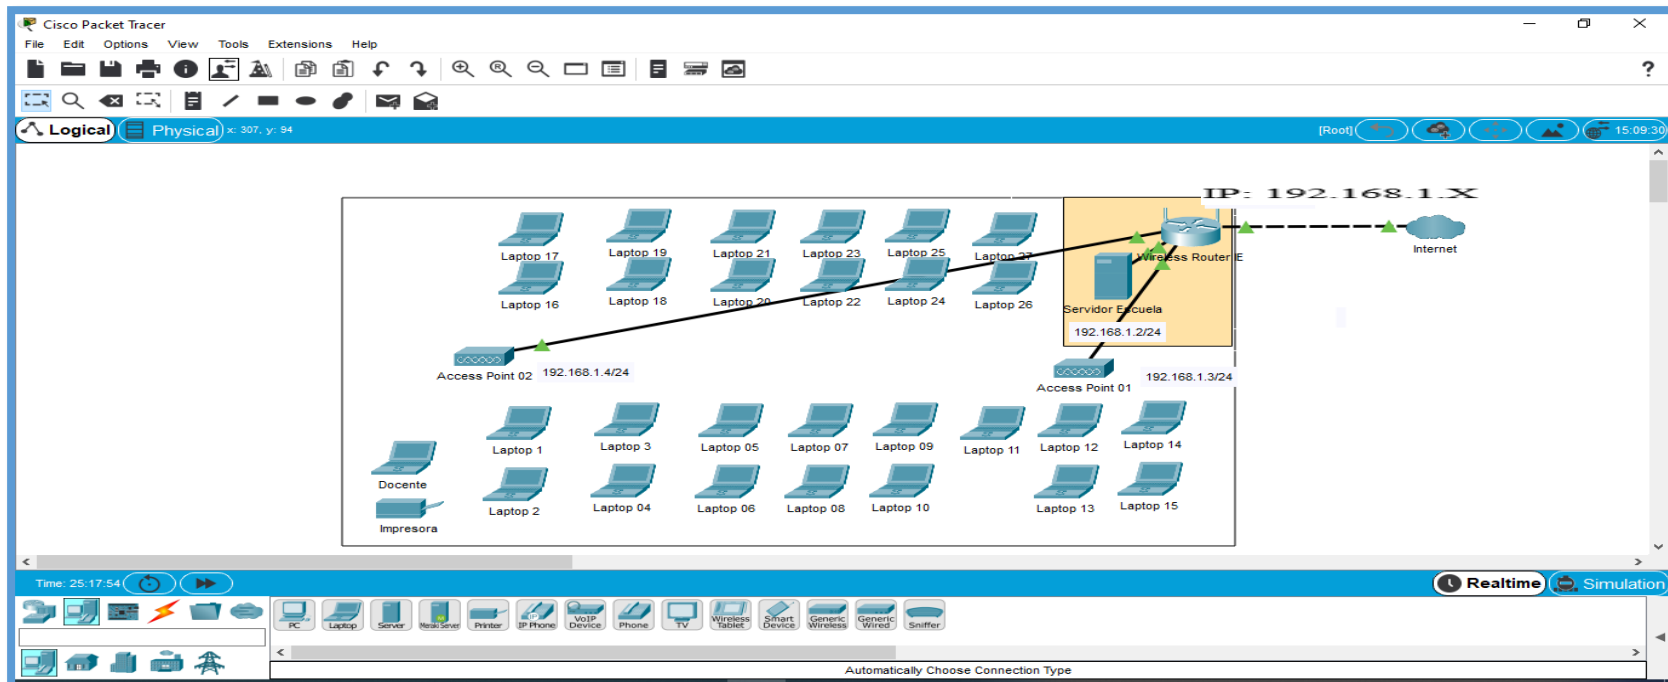 Cisco Packet Tracer
File Edit Options View Tools Extensions Help
?
Logical Physical x: 307, y: 94 [Root] 15:09:30
IP: 192.168.1.X
Laptop 17 Laptop 19 Laptop 21 Laptop 23 Laptop 25 Laptop 27 Wireless Router IE Internet
Laptop 16 Laptop 18 Laptop 20 Laptop 22 Laptop 24 Laptop 26 Servidor Escuela
192.168.1.2/24
Access Point 02 192.168.1.4/24 Access Point 01 192.168.1.3/24
Laptop 1 Laptop 3 Laptop 05 Laptop 07 Laptop 09 Laptop 11 Laptop 12 Laptop 14
Docente
Laptop 2 Laptop 04 Laptop 06 Laptop 08 Laptop 10 Laptop 13 Laptop 15
Impresora
Time: 25:17:54 Realtime Simulation
PC Laptop Server Meraki Server Printer IP Phone VoIP Device Phone TV Wireless Tablet Smart Device Generic Wireless Generic Wired Sniffer
Automatically Choose Connection Type